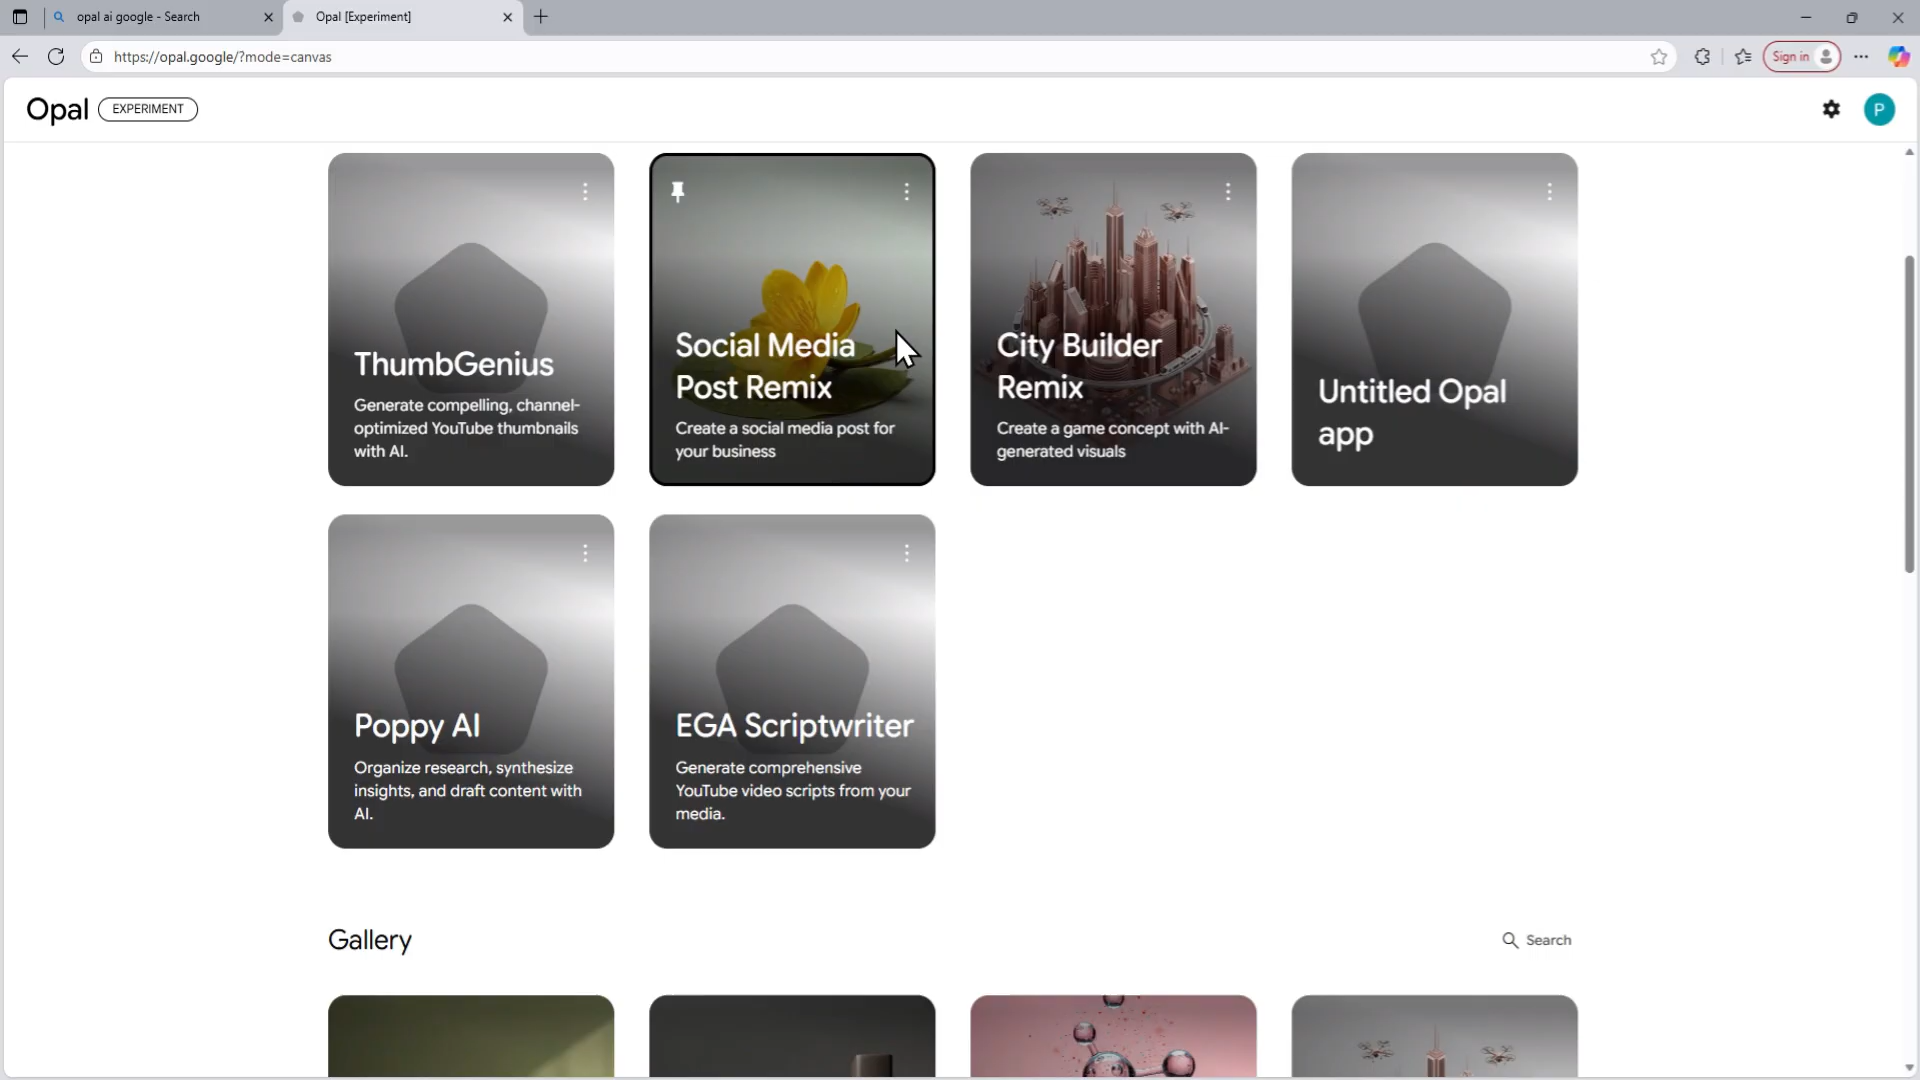 opal ai google - Search
Opal [Experiment]
https://opal.google/?mode=canvas
Sign in
Opal
EXPERIMENT
P
ThumbGenius
Generate compelling, channel-
optimized YouTube thumbnails
with AI.
Social Media
Post Remix
Create a social media post for
your business
City Builder
Remix
Create a game concept with AI-
generated visuals
Untitled Opal
app
Poppy AI
Organize research, synthesize
insights, and draft content with
AI.
EGA Scriptwriter
Generate comprehensive
YouTube video scripts from your
media.
Gallery
Search